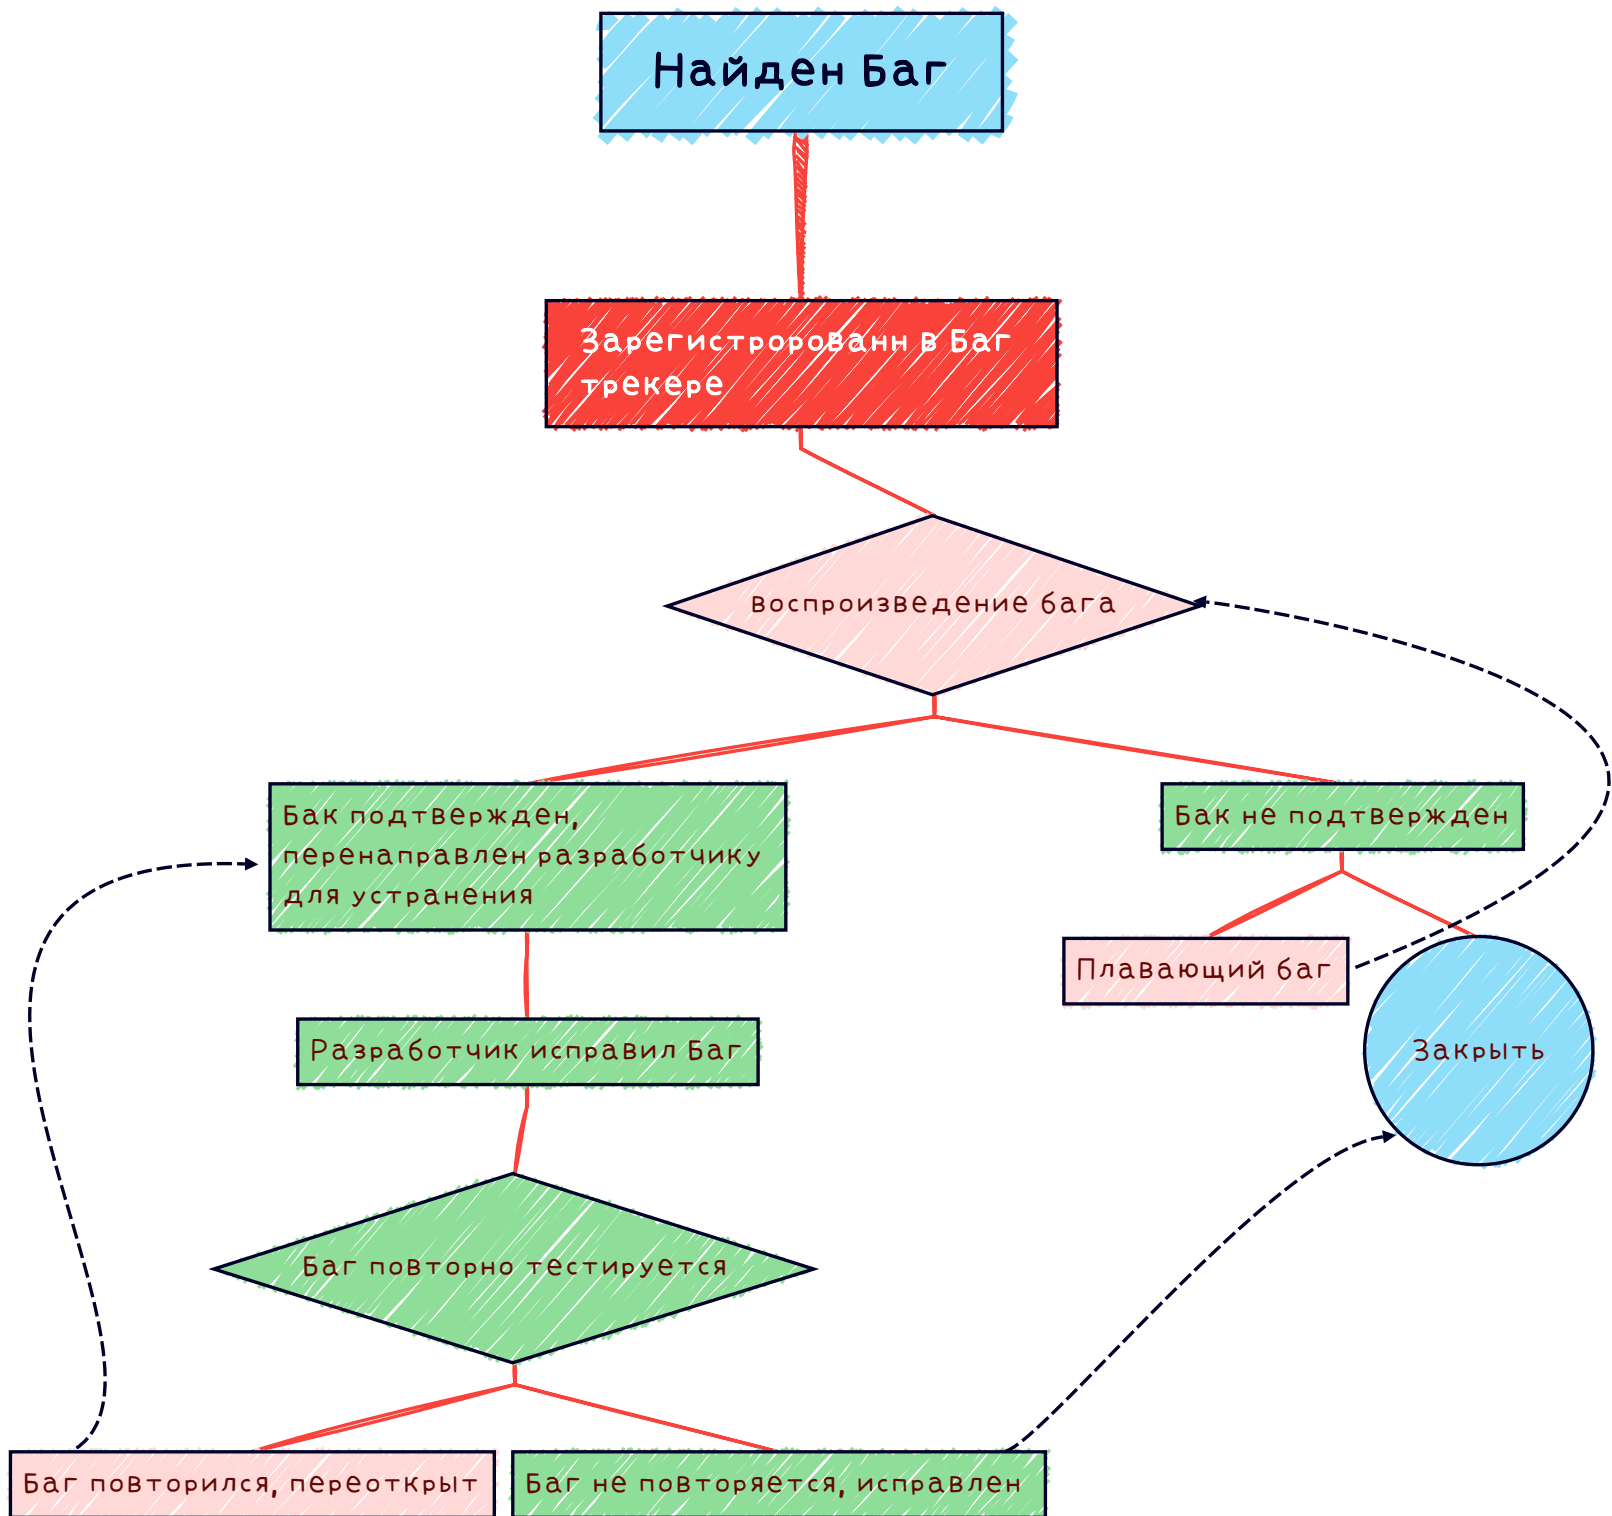 Найден Баг
Зарегистророванн в Баг
трекере
воспроизведение бага
Бак подтвержден,
перенаправлен разработчику
для устранения
Бак не подтвержден
Плавающий баг
Закрыть
Разработчик исправил Баг
Баг повторно тестируется
Баг повторился, переоткрыт
Баг не повторяется, исправлен